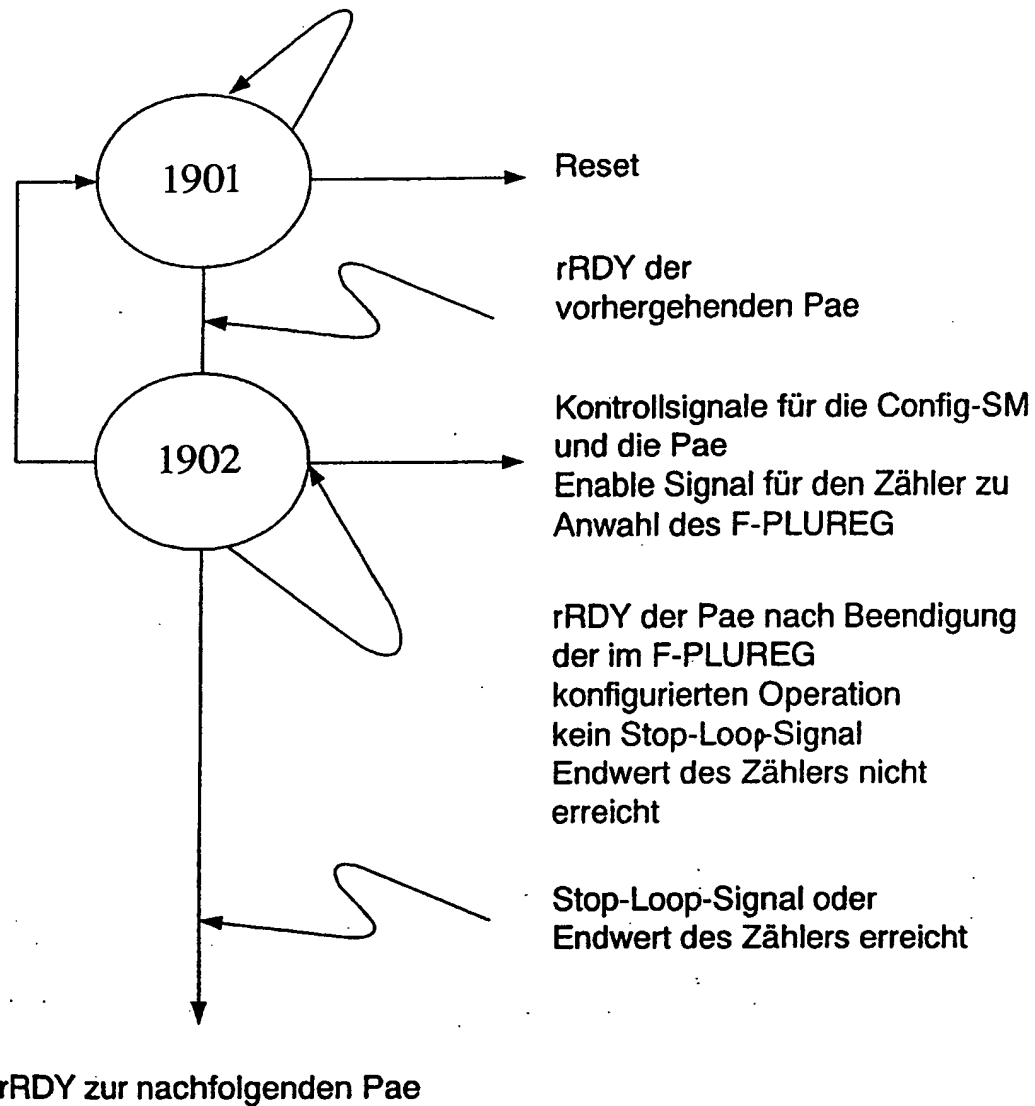 1901
Reset
rRDY der
vorhergehenden Pae
1902
Kontrollsignale für die Config-SM
und die Pae
Enable Signal für den Zähler zu
Anwahl des F-PLUREG
rRDY der Pae nach Beendigung
der im F-PLUREG
konfigurierten Operation
kein Stop-Loop-Signal
Endwert des Zählers nicht
erreicht
Stop-Loop-Signal oder
Endwert des Zählers erreicht
rRDY zur nachfolgenden Pae